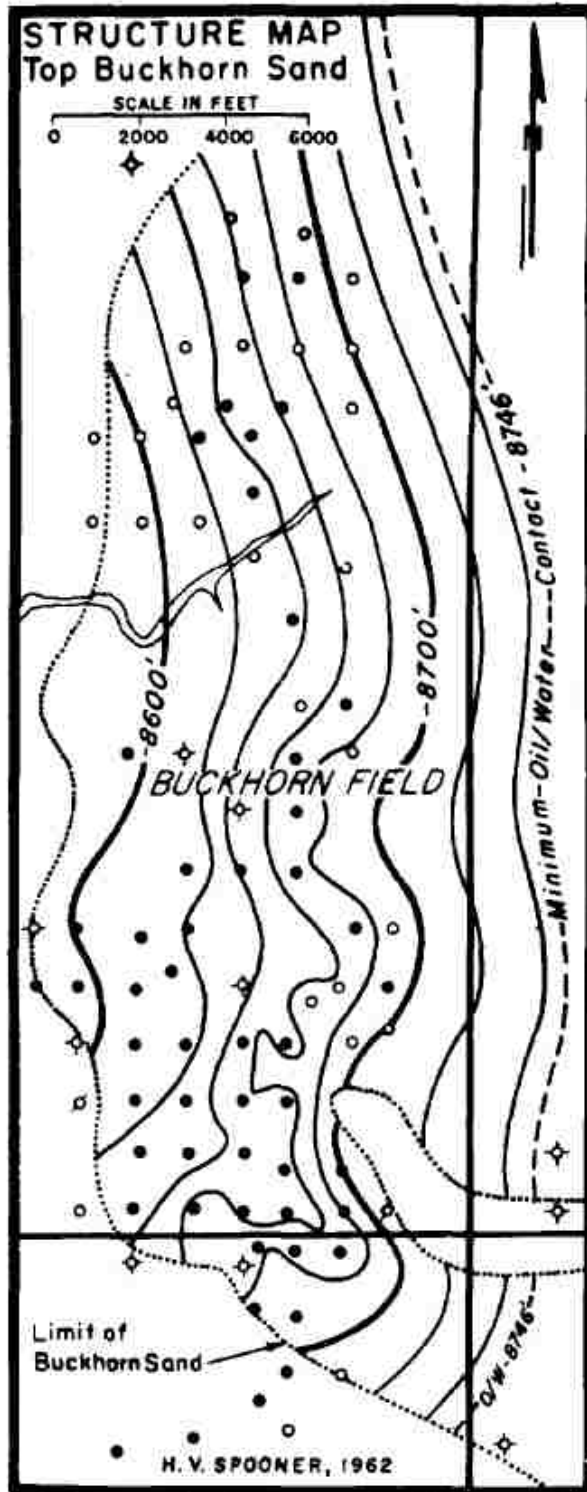 STRUCTURE MAP
Top Buckhorn Sand
SCALE IN FEET
0 2000 4000 6000
N
-8746
Minimum-Oil/Water---Contact
-8600'
-8700'
BUCKHORN FIELD
Limit of
Buckhorn Sand
O/W-8746'
H. V. SPOONER, 1962